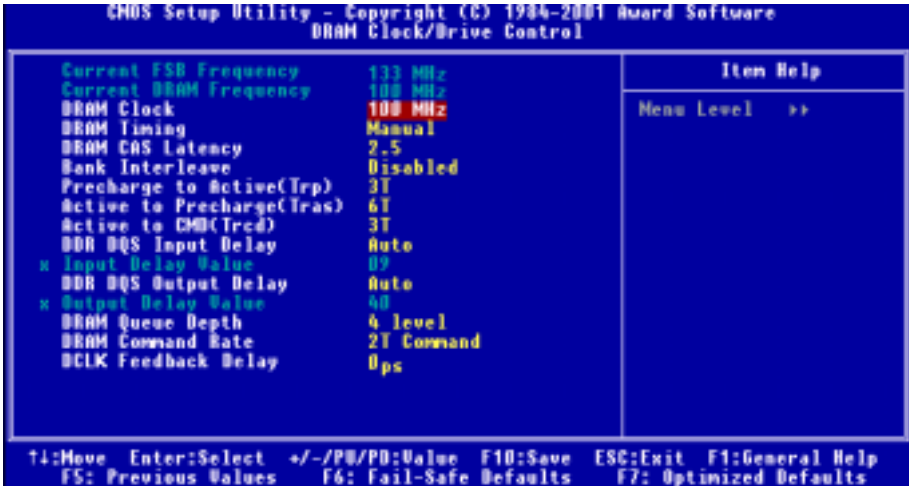 CMOS Setup Utility - Copyright (C) 1984-2001 Award Software
DRAM Clock/Drive Control
Current FSB Frequency 133 MHz
Current DRAM Frequency 100 MHz
DRAM Clock 100 MHz
DRAM Timing Manual
DRAM CAS Latency 2.5
Bank Interleave Disabled
Precharge to Active(Trp) 3T
Active to Precharge(Tras) 6T
Active to CMD(Trcd) 3T
DDR DQS Input Delay Auto
x Input Delay Value 09
DDR DQS Output Delay Auto
x Output Delay Value 40
DRAM Queue Depth 4 level
DRAM Command Rate 2T Command
DCLK Feedback Delay 0ps
Item Help
Menu Level ▸▸
↑↓:Move Enter:Select +/-/PU/PD:Value F10:Save ESC:Exit F1:General Help
F5: Previous Values F6: Fail-Safe Defaults F7: Optimized Defaults